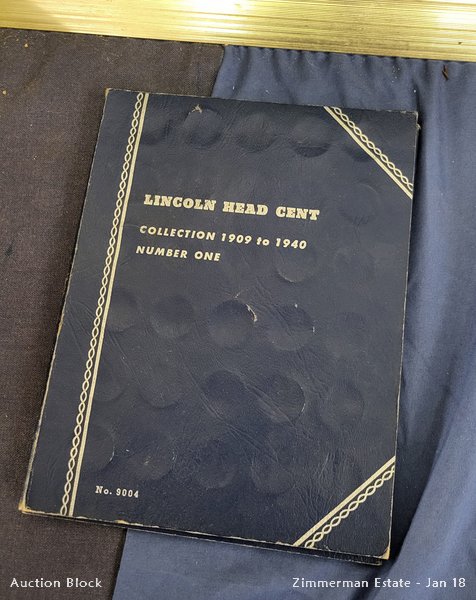 LINCOLN HEAD CENT
COLLECTION 1909 to 1940
NUMBER ONE
No. 9004
Auction Block
Zimmerman Estate - Jan 18